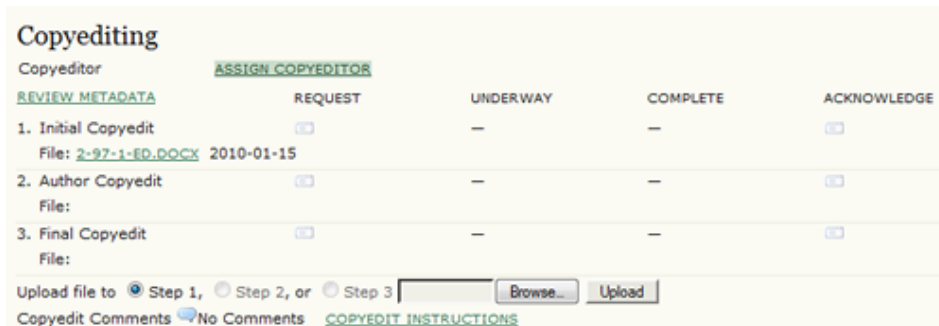 Copyediting
Copyeditor ASSIGN COPYEDITOR
REVIEW METADATA REQUEST UNDERWAY COMPLETE ACKNOWLEDGE
1. Initial Copyedit — —
File: 2-97-1-ED.DOCX 2010-01-15
2. Author Copyedit — —
File:
3. Final Copyedit — —
File:
Upload file to Step 1, Step 2, or Step 3 Browse... Upload
Copyedit Comments No Comments COPYEDIT INSTRUCTIONS